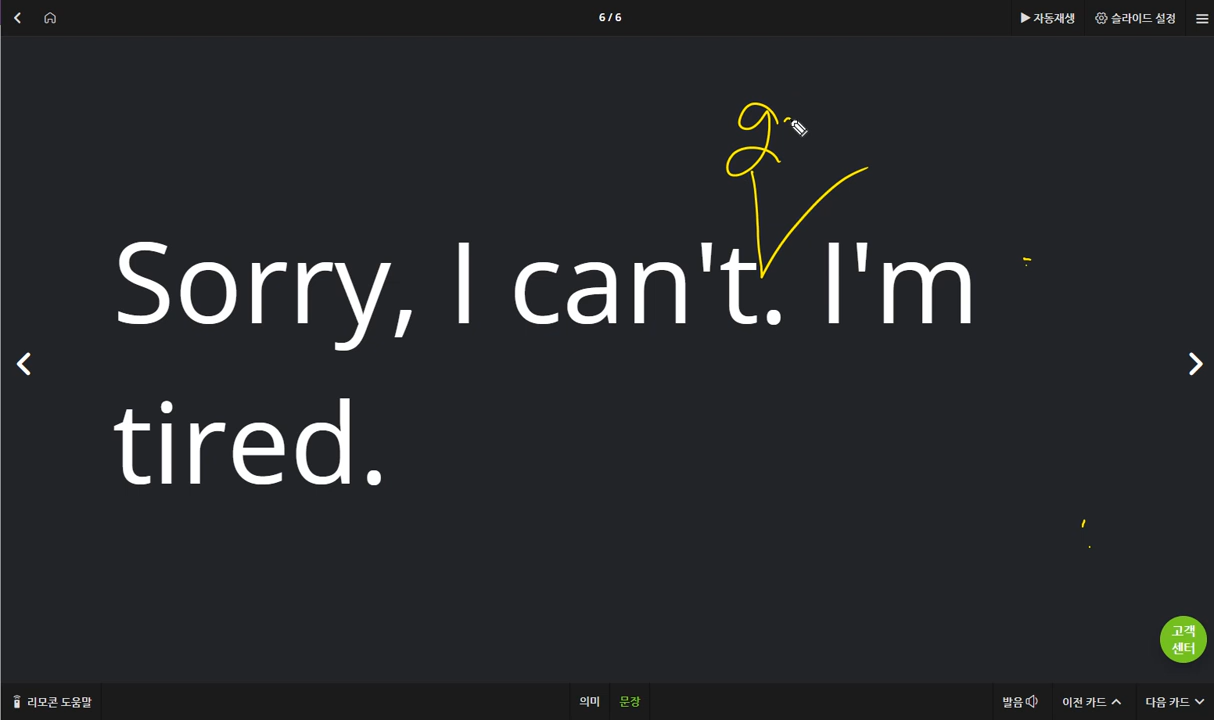 6 / 6
자동재생
슬라이드 설정
Sorry, I can't. I'm
tired.
고객
센터
리모콘 도움말
의미
문장
발음
이전 카드
다음 카드